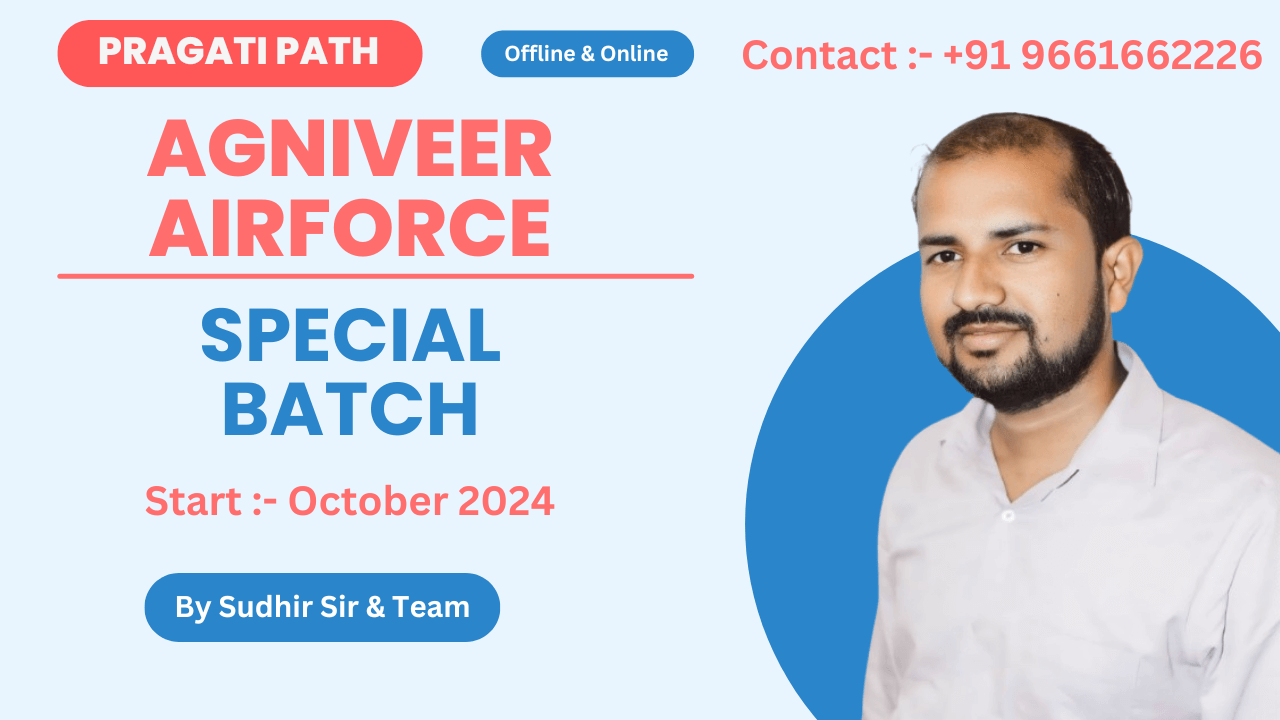 PRAGATI PATH
Offline & Online
Contact :- +91 9661662226
AGNIVEER
AIRFORCE
SPECIAL
BATCH
Start :- October 2024
By Sudhir Sir & Team